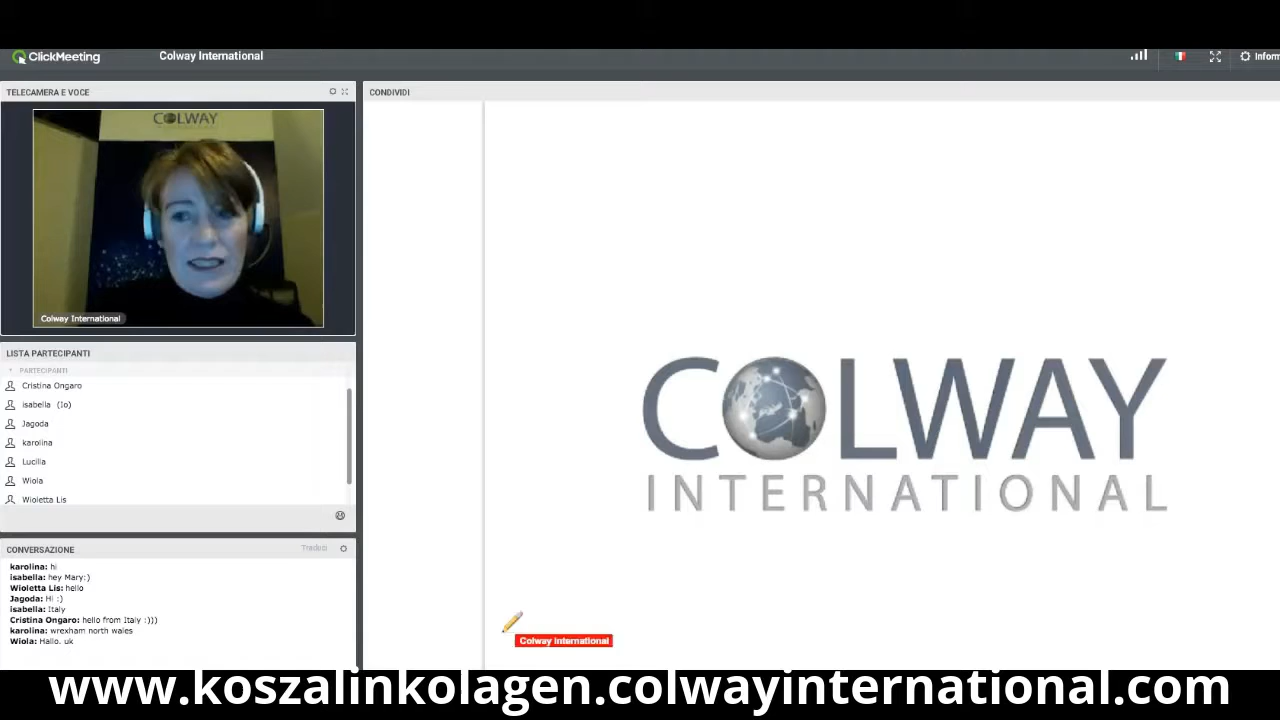 ClickMeeting
Colway International
Inform
TELECAMERA E VOCE
CONDIVIDI
COLWAY
Colway International
LISTA PARTECIPANTI
PARTECIPANTI
Cristina Ongaro
isabella (Io)
Jagoda
karolina
Lucilla
Wiola
Wioletta Lis
CONVERSAZIONE
Traduci
karolina: hi
isabella: hey Mary:)
Wioletta Lis: hello
Jagoda: Hi :)
isabella: Italy
Cristina Ongaro: hello from Italy :)))
karolina: wrexham north wales
Wiola: Hallo. uk
COLWAY
INTERNATIONAL
Colway International
www.koszalinkolagen.colwayinternational.com